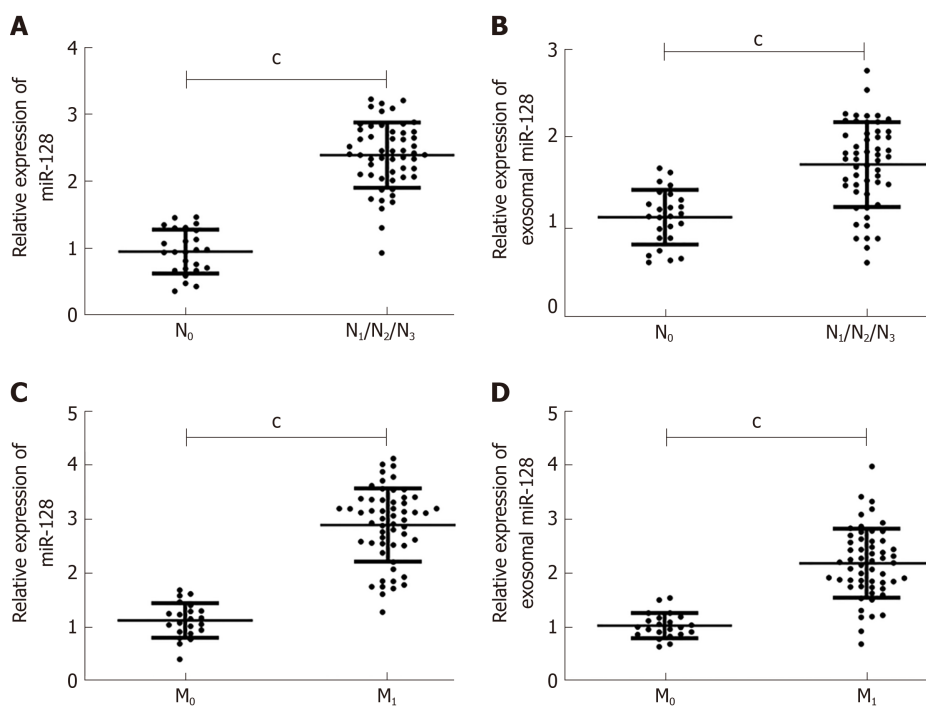 A
Relative expression of
miR-128
4
3
2
1
0
c
N₀
N₁/N₂/N₃
B
Relative expression of
exosomal miR-128
3
2
1
0
c
N₀
N₁/N₂/N₃
C
Relative expression of
miR-128
5
4
3
2
1
0
c
M₀
M₁
D
Relative expression of
exosomal miR-128
5
4
3
2
1
0
c
M₀
M₁